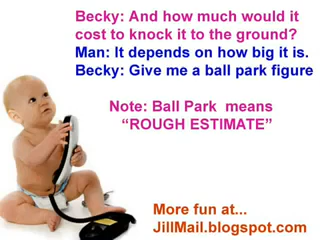 Becky: And how much would it
cost to knock it to the ground?
Man: It depends on how big it is.
Becky: Give me a ball park figure
Note: Ball Park means
“ROUGH ESTIMATE”
More fun at...
JillMail.blogspot.com